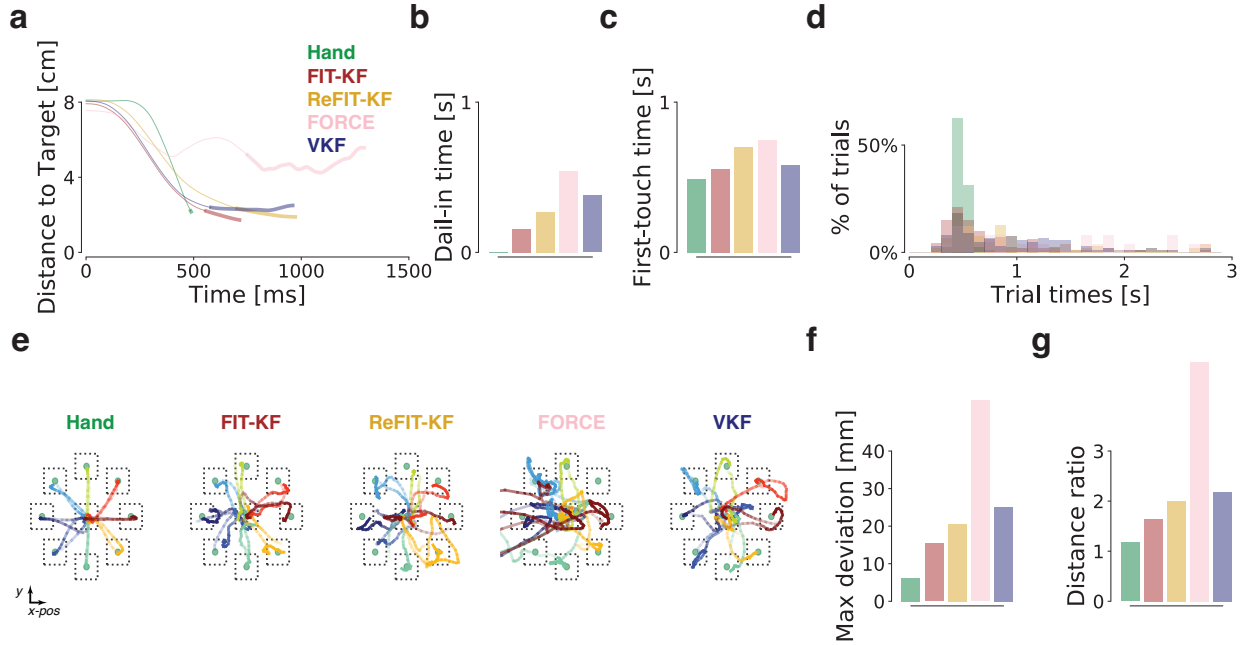 a
Distance to Target [cm]
8
4
0
0
500
1000
1500
Time [ms]
Hand
FIT-KF
ReFIT-KF
FORCE
VKF
b
Dail-in time [s]
1
0
c
First-touch time [s]
1
0
d
% of trials
50%
0%
0
1
2
3
Trial times [s]
e
Hand
FIT-KF
ReFIT-KF
FORCE
VKF
y
x-pos
f
Max deviation [mm]
40
30
20
10
0
g
Distance ratio
3
2
1
0